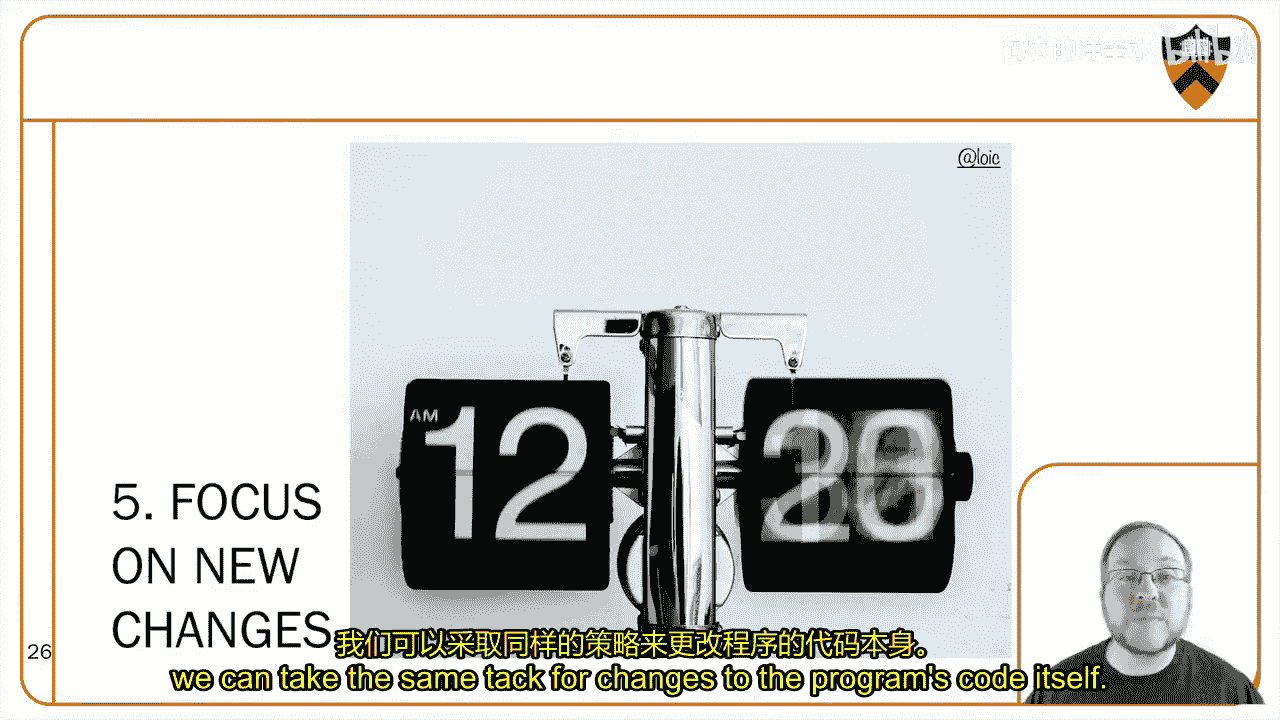 @loic
AM 12
5. FOCUS
ON NEW
CHANGES
26
我们可以采取同样的策略来更改程序的代码本身。
we can take the same tack for changes to the program's code itself.